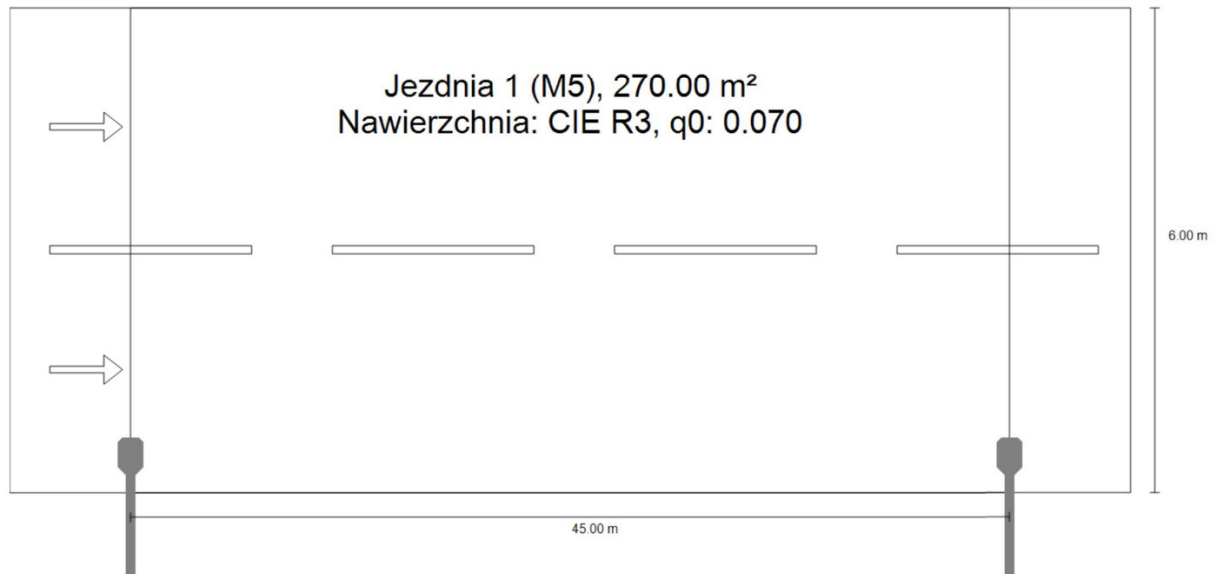 Jezdnia 1 (M5), 270.00 m²
Nawierzchnia: CIE R3, q0: 0.070
6.00 m
45.00 m